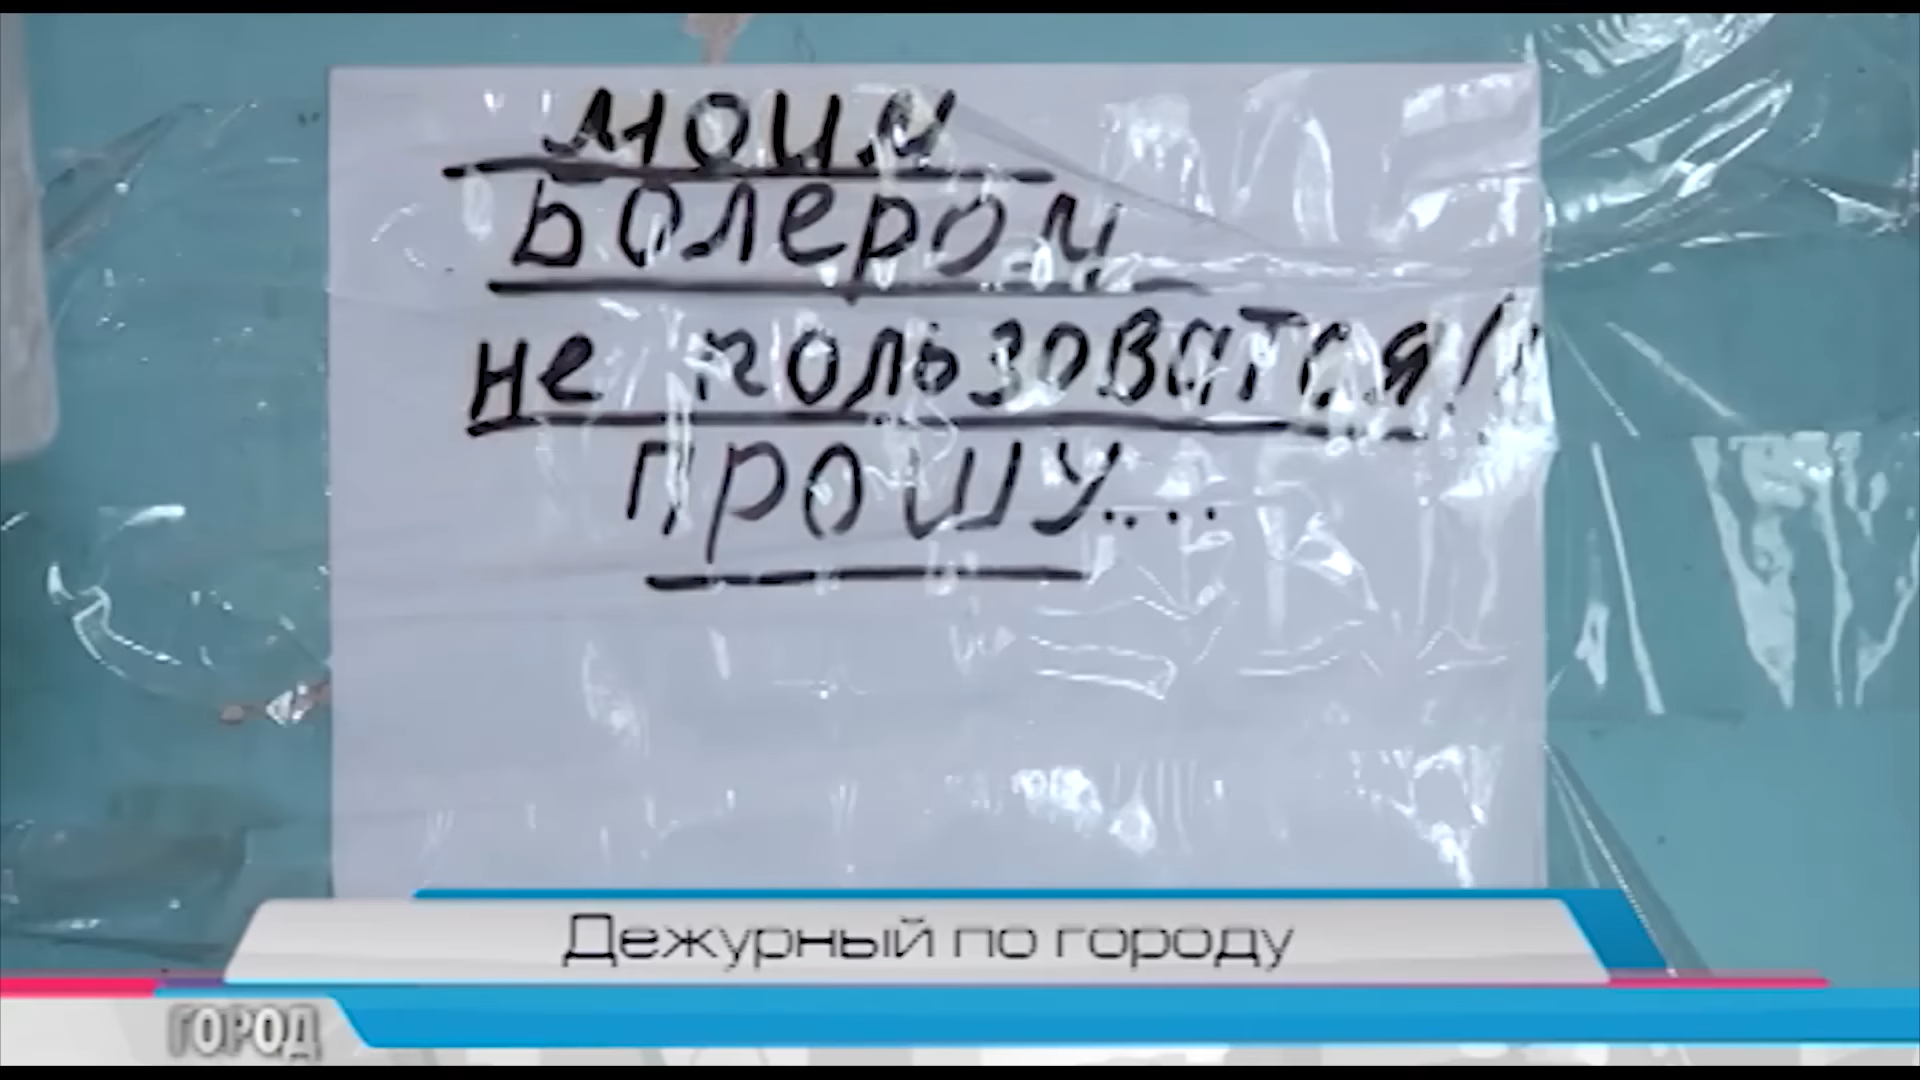 моим
Болером
не пользоватся!!
прошу....
Дежурный по городу
ГОРОД